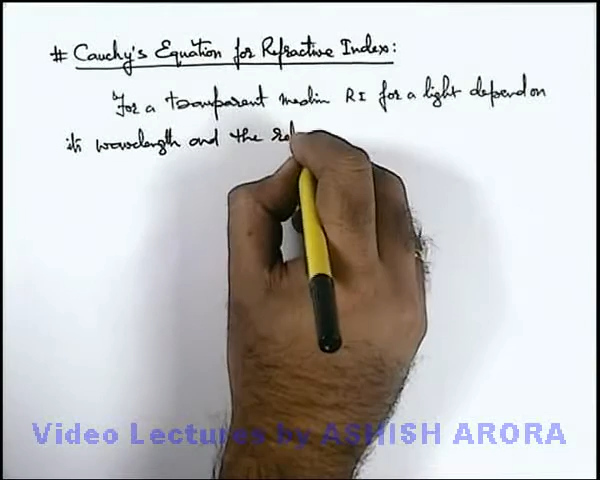 # Cauchy's Equation for Refractive Index:
For a transparent medium RI for a light depend on
its wavelength and the rel
Video Lectures by ASHISH ARORA